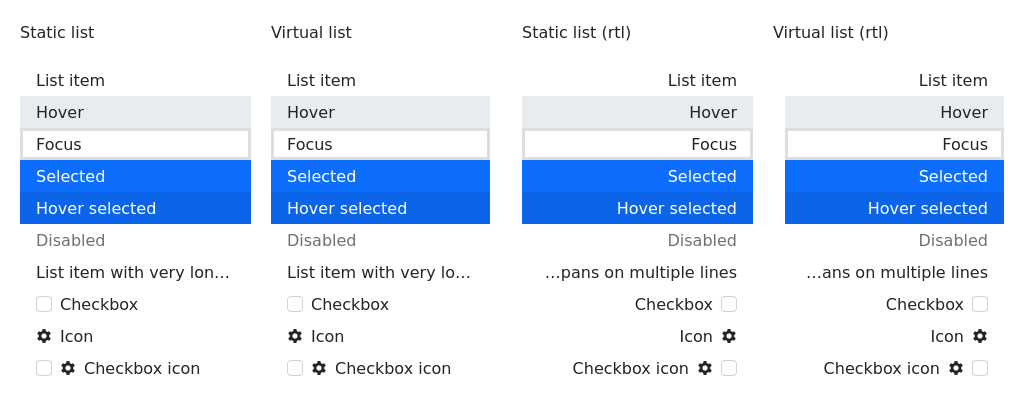 Static list
List item
Hover
Focus
Selected
Hover selected
Disabled
List item with very lon…
Checkbox
Icon
Checkbox icon
Virtual list
List item
Hover
Focus
Selected
Hover selected
Disabled
List item with very lo…
Checkbox
Icon
Checkbox icon
Static list (rtl)
List item
Hover
Focus
Selected
Hover selected
Disabled
…pans on multiple lines
Checkbox
Icon
Checkbox icon
Virtual list (rtl)
List item
Hover
Focus
Selected
Hover selected
Disabled
…ans on multiple lines
Checkbox
Icon
Checkbox icon